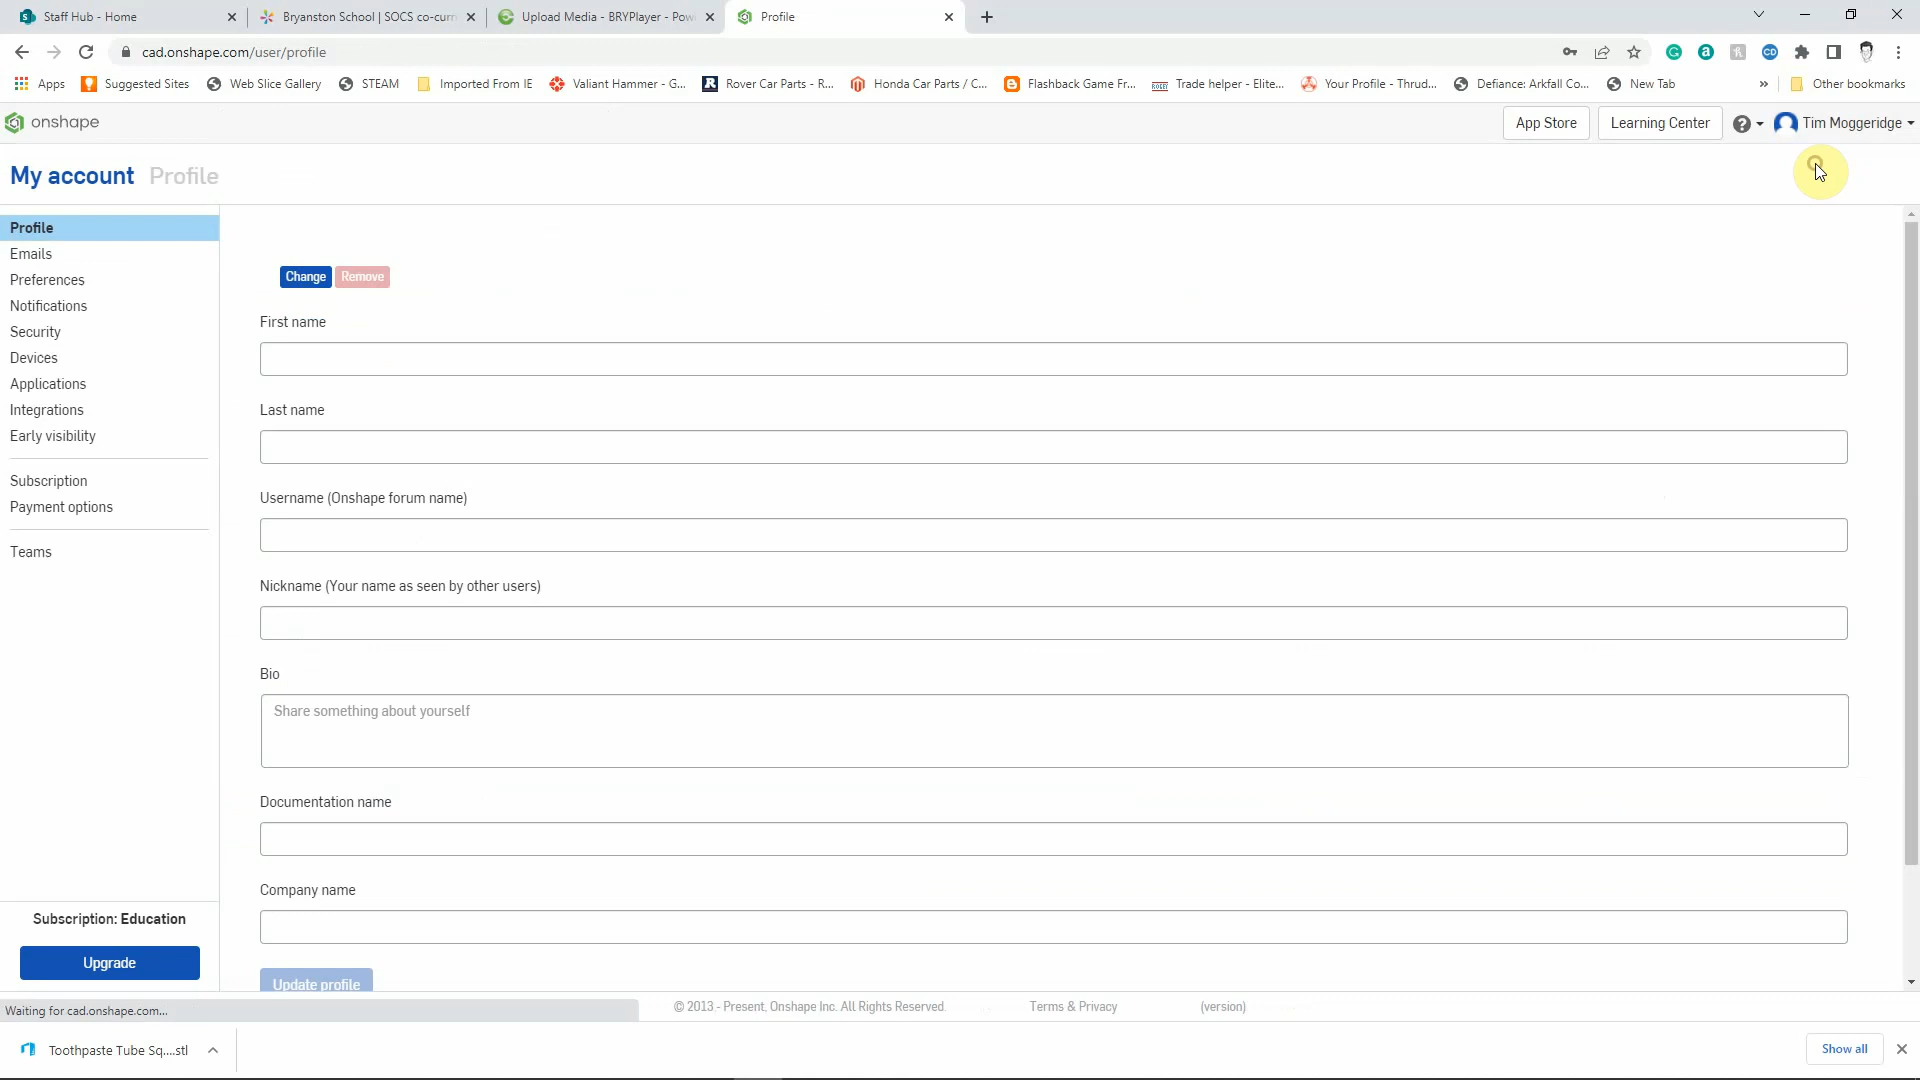 Staff Hub - Home
Bryanston School | SOCS co-curr
Upload Media - BRYPlayer - Pow
Profile
cad.onshape.com/user/profile
Apps
Suggested Sites
Web Slice Gallery
STEAM
Imported From IE
Valiant Hammer - G...
Rover Car Parts - R...
Honda Car Parts / C...
Flashback Game Fr...
Trade helper - Elite...
Your Profile - Thrud...
Defiance: Arkfall Co...
New Tab
»
Other bookmarks
onshape
App Store
Learning Center
Tim Moggeridge
My account Profile
Profile
Emails
Preferences
Notifications
Security
Devices
Applications
Integrations
Early visibility
Subscription
Payment options
Teams
Subscription: Education
Upgrade
Change
Remove
First name
Last name
Username (Onshape forum name)
Nickname (Your name as seen by other users)
Bio
Share something about yourself
Documentation name
Company name
Update profile
Waiting for cad.onshape.com...
© 2013 - Present, Onshape Inc. All Rights Reserved.
Terms & Privacy
(version)
Toothpaste Tube Sq....stl
Show all